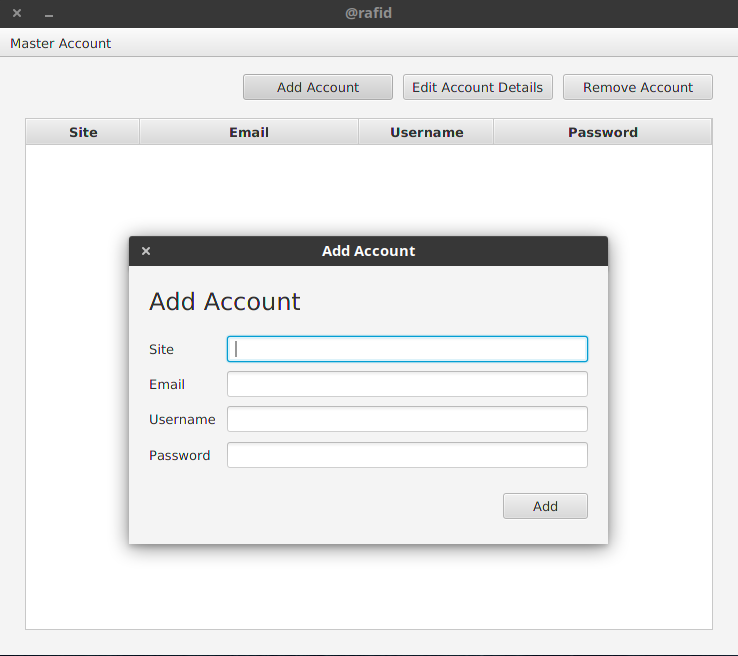 @rafid
Master Account
Add Account Edit Account Details Remove Account
Site Email Username Password
Add Account
Add Account
Site
Email
Username
Password
Add